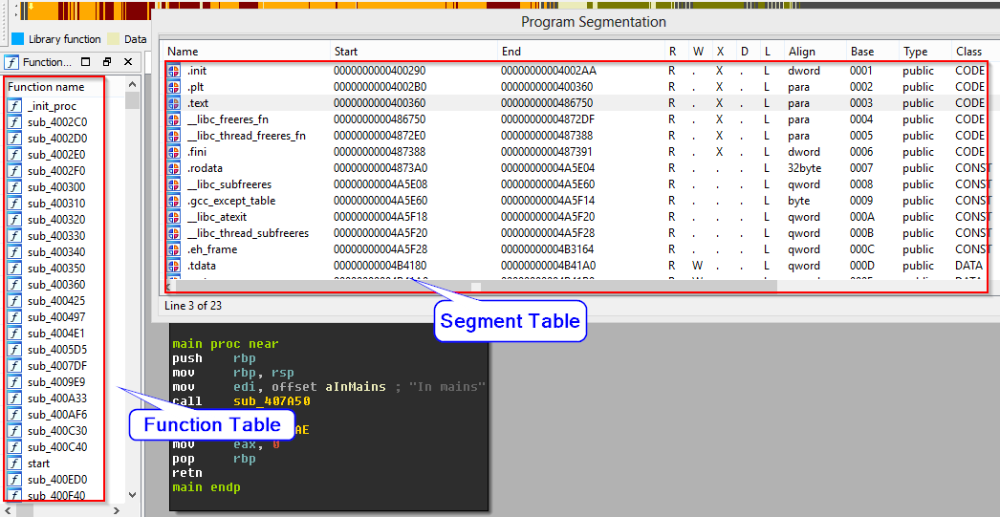 Program Segmentation
Library function Data
Function...
Function name
_init_proc
sub_4002C0
sub_4002D0
sub_4002E0
sub_4002F0
sub_400300
sub_400310
sub_400320
sub_400330
sub_400340
sub_400350
sub_400360
sub_400425
sub_400497
sub_4004E1
sub_4005D5
sub_4007DF
sub_4009E9
sub_400A33
sub_400AF6
sub_400C30
sub_400C40
start
sub_400ED0
sub_400F40
Name Start End R W X D L Align Base Type Class
.init 0000000000400290 00000000004002AA R . X . L dword 0001 public CODE
.plt 00000000004002B0 0000000000400360 R . X . L para 0002 public CODE
.text 0000000000400360 0000000000486750 R . X . L para 0003 public CODE
__libc_freeres_fn 0000000000486750 00000000004872DF R . X . L para 0004 public CODE
__libc_thread_freeres_fn 00000000004872E0 0000000000487388 R . X . L para 0005 public CODE
.fini 0000000000487388 0000000000487391 R . X . L dword 0006 public CODE
.rodata 00000000004873A0 00000000004A5E04 R . . . L 32byte 0007 public CONST
__libc_subfreeres 00000000004A5E08 00000000004A5E60 R . . . L qword 0008 public CONST
.gcc_except_table 00000000004A5E60 00000000004A5F14 R . . . L byte 0009 public CONST
__libc_atexit 00000000004A5F18 00000000004A5F20 R . . . L qword 000A public CONST
__libc_thread_subfreeres 00000000004A5F20 00000000004A5F28 R . . . L qword 000B public CONST
.eh_frame 00000000004A5F28 00000000004B3164 R . . . L qword 000C public CONST
.tdata 00000000004B4180 00000000004B41A0 R W . . L qword 000D public DATA
Line 3 of 23
Segment Table
Function Table
main proc near
push rbp
mov rbp, rsp
mov edi, offset aInMains ; "In mains"
call sub_407A50
AE
mov eax, 0
pop rbp
retn
main endp